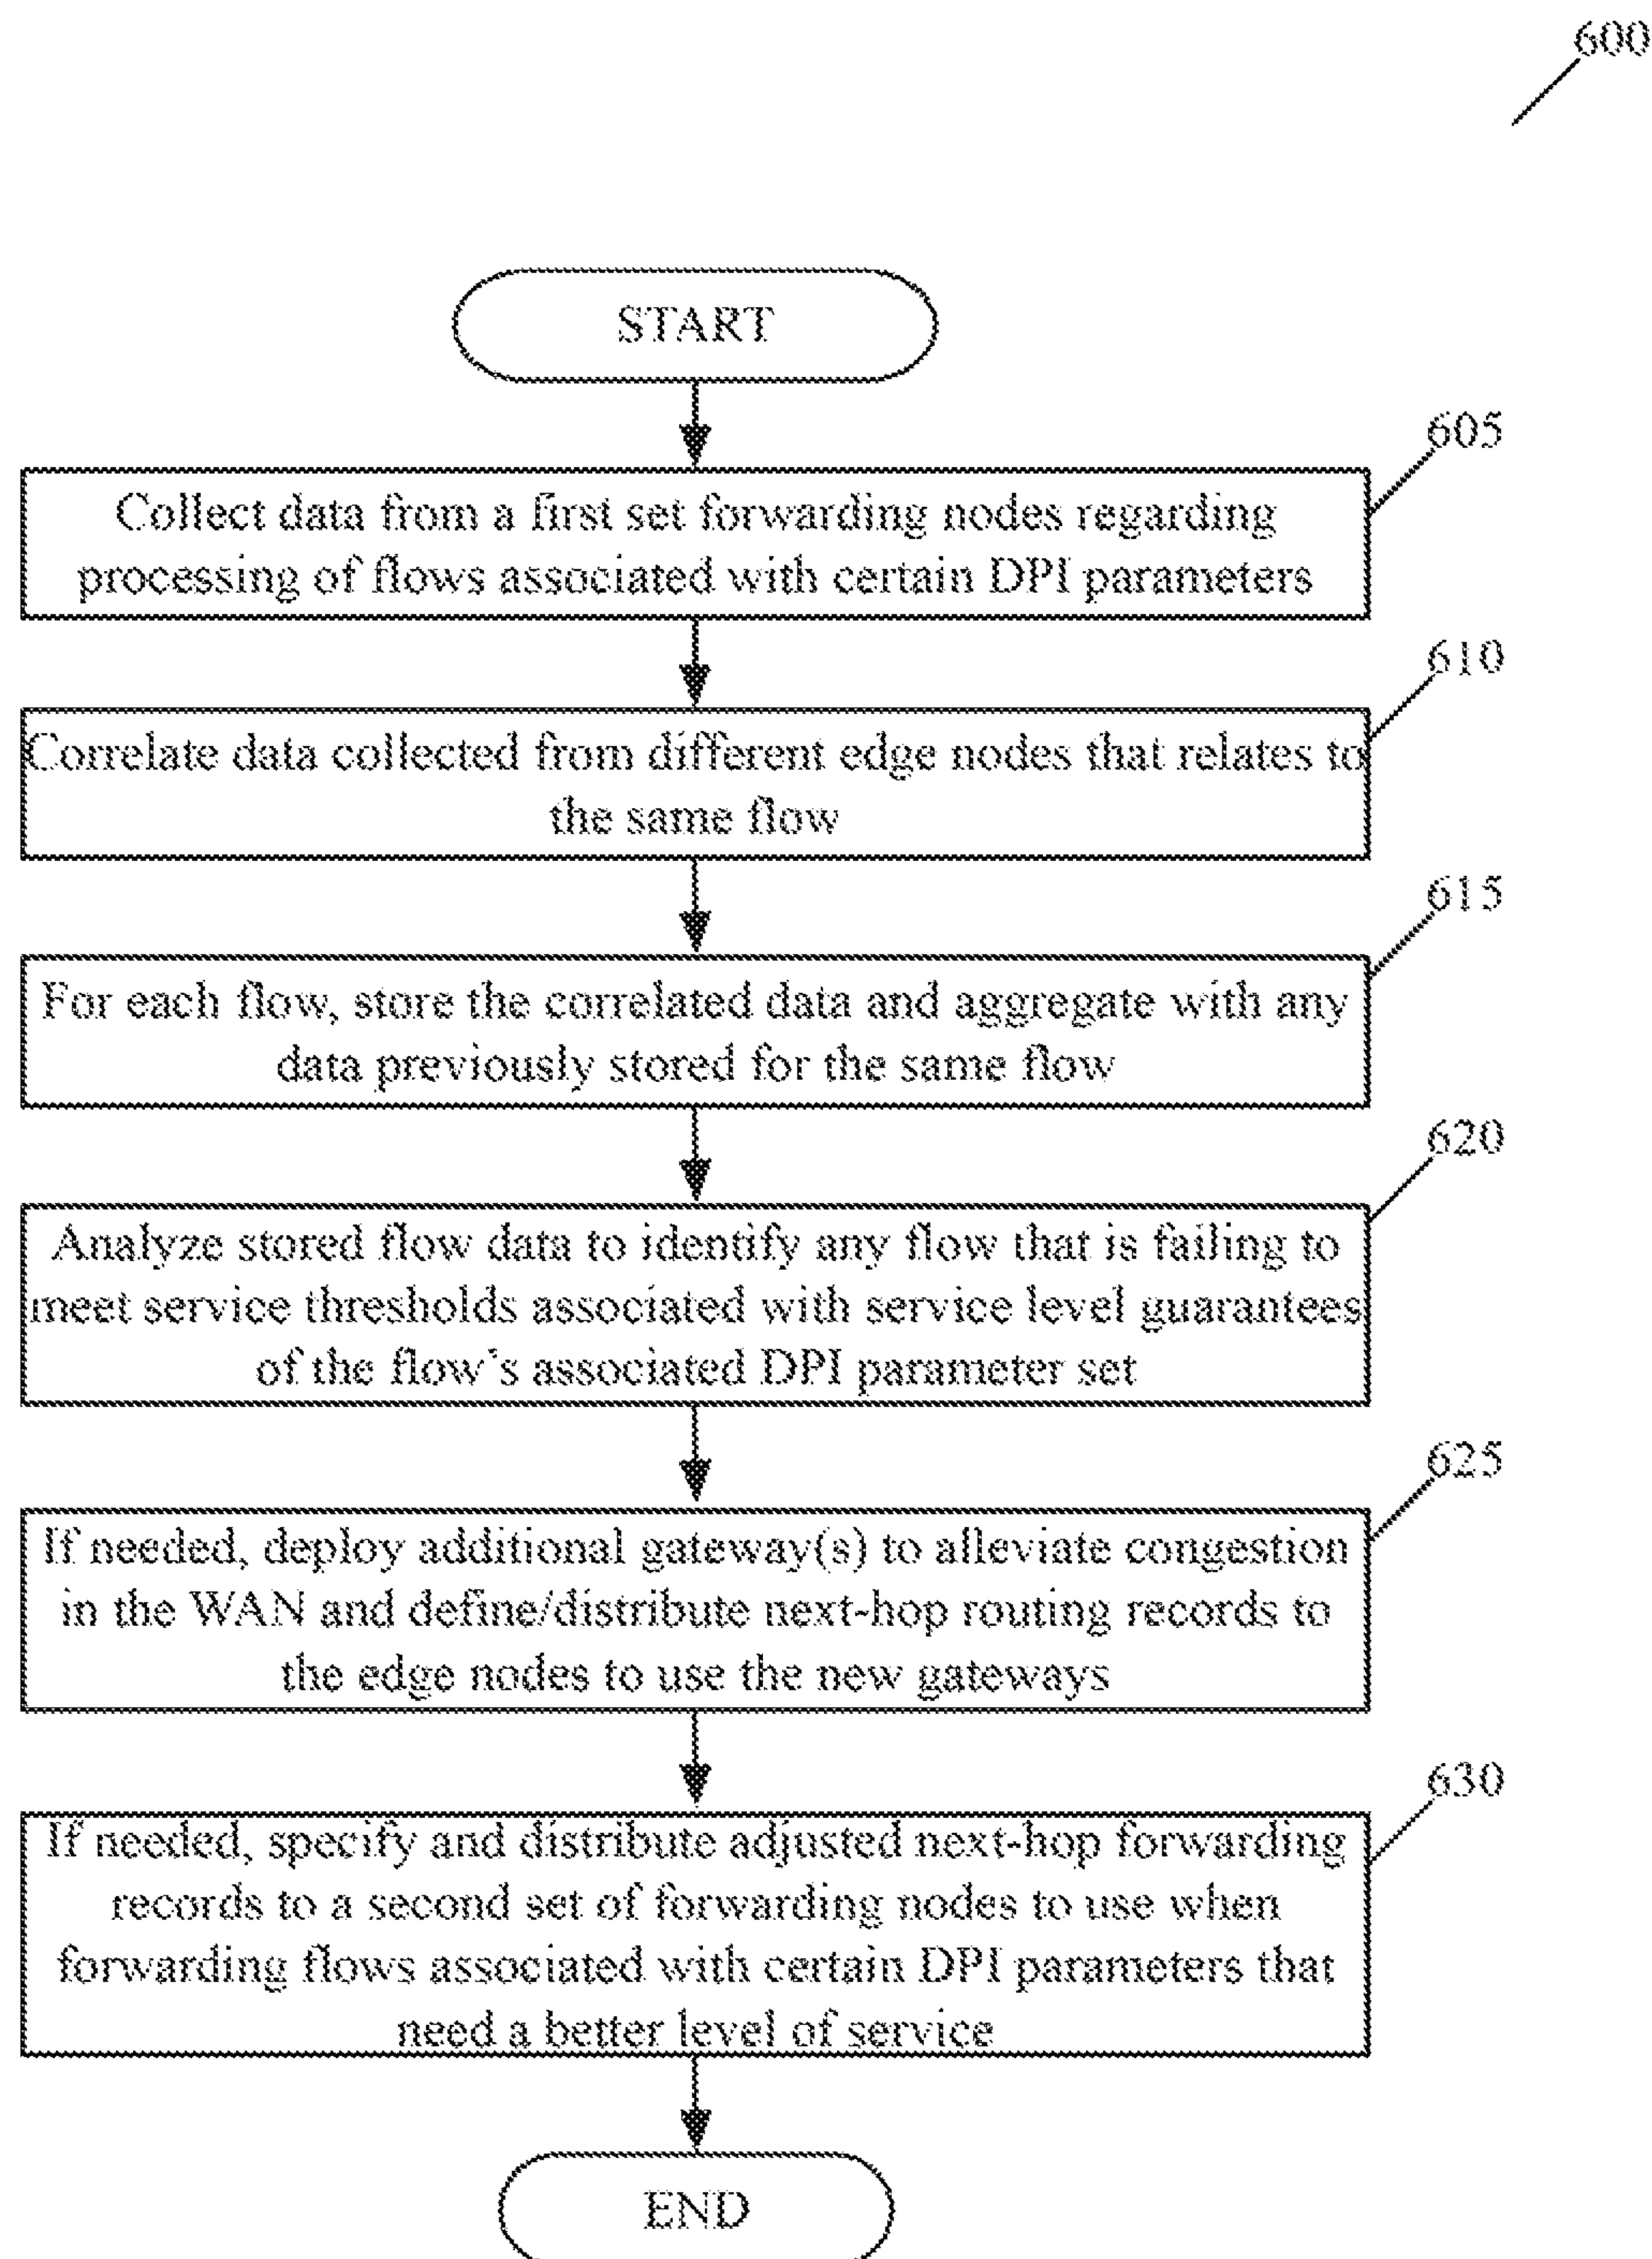 600
START
605
Collect data from a first set forwarding nodes regarding
processing of flows associated with certain DPI parameters
610
Correlate data collected from different edge nodes that relates to
the same flow
615
For each flow, store the correlated data and aggregate with any
data previously stored for the same flow
620
Analyze stored flow data to identify any flow that is failing to
meet service thresholds associated with service level guarantees
of the flow's associated DPI parameter set
625
If needed, deploy additional gateway(s) to alleviate congestion
in the WAN and define/distribute next-hop routing records to
the edge nodes to use the new gateways
630
If needed, specify and distribute adjusted next-hop forwarding
records to a second set of forwarding nodes to use when
forwarding flows associated with certain DPI parameters that
need a better level of service
END